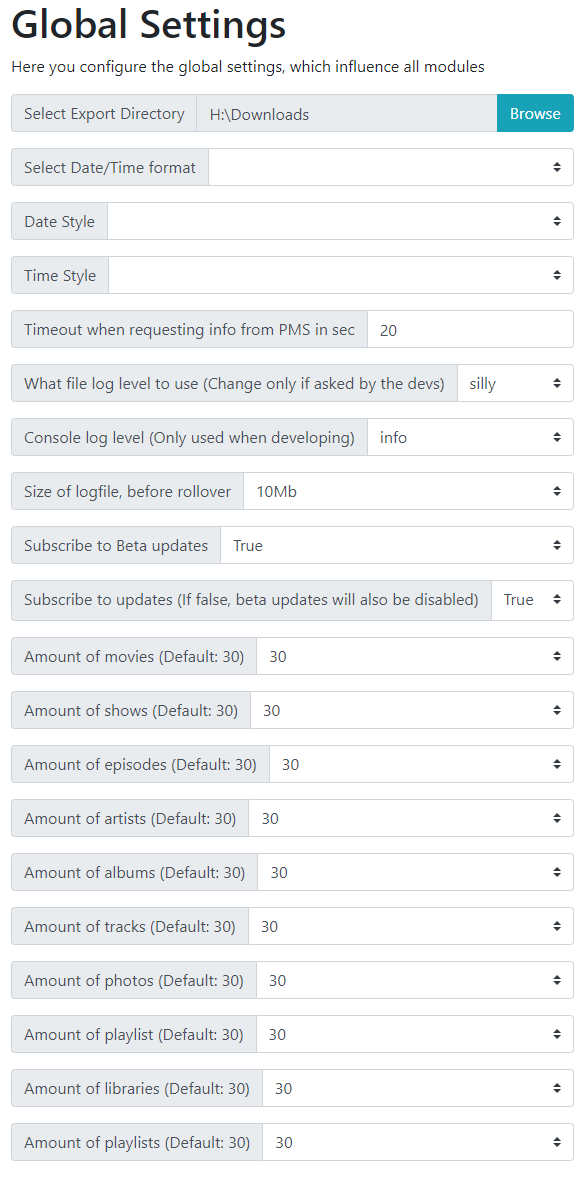 Global Settings
Here you configure the global settings, which influence all modules
Select Export Directory H:\Downloads Browse
Select Date/Time format
Date Style
Time Style
Timeout when requesting info from PMS in sec 20
What file log level to use (Change only if asked by the devs) silly
Console log level (Only used when developing) info
Size of logfile, before rollover 10Mb
Subscribe to Beta updates True
Subscribe to updates (If false, beta updates will also be disabled) True
Amount of movies (Default: 30) 30
Amount of shows (Default: 30) 30
Amount of episodes (Default: 30) 30
Amount of artists (Default: 30) 30
Amount of albums (Default: 30) 30
Amount of tracks (Default: 30) 30
Amount of photos (Default: 30) 30
Amount of playlist (Default: 30) 30
Amount of libraries (Default: 30) 30
Amount of playlists (Default: 30) 30